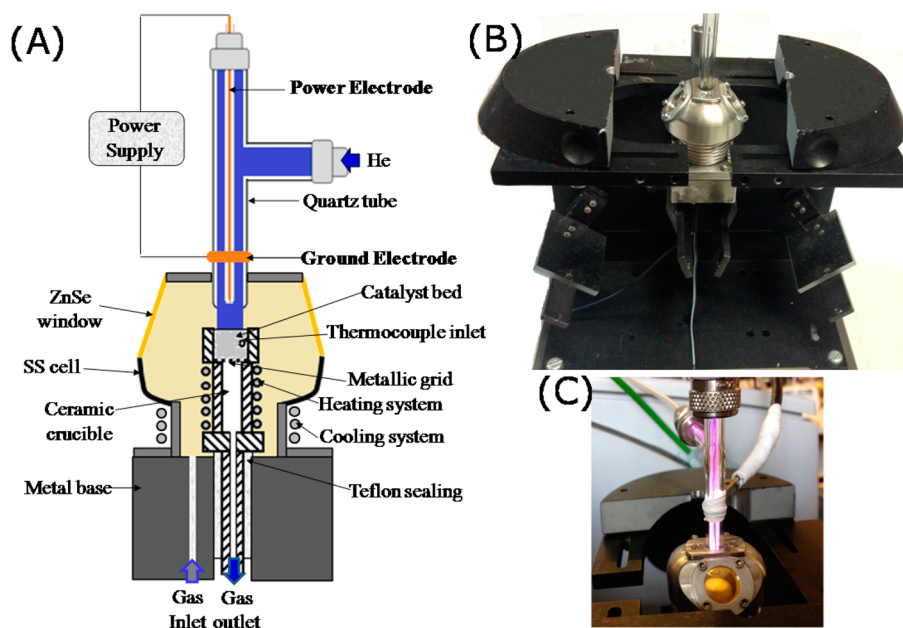 (A)
Power Electrode
Power
Supply
He
Quartz tube
Ground Electrode
ZnSe
window
Catalyst bed
Thermocouple inlet
SS cell
Metallic grid
Heating system
Ceramic
crucible
Cooling system
Metal base
Teflon sealing
Gas
Inlet
Gas
outlet
(B)
(C)